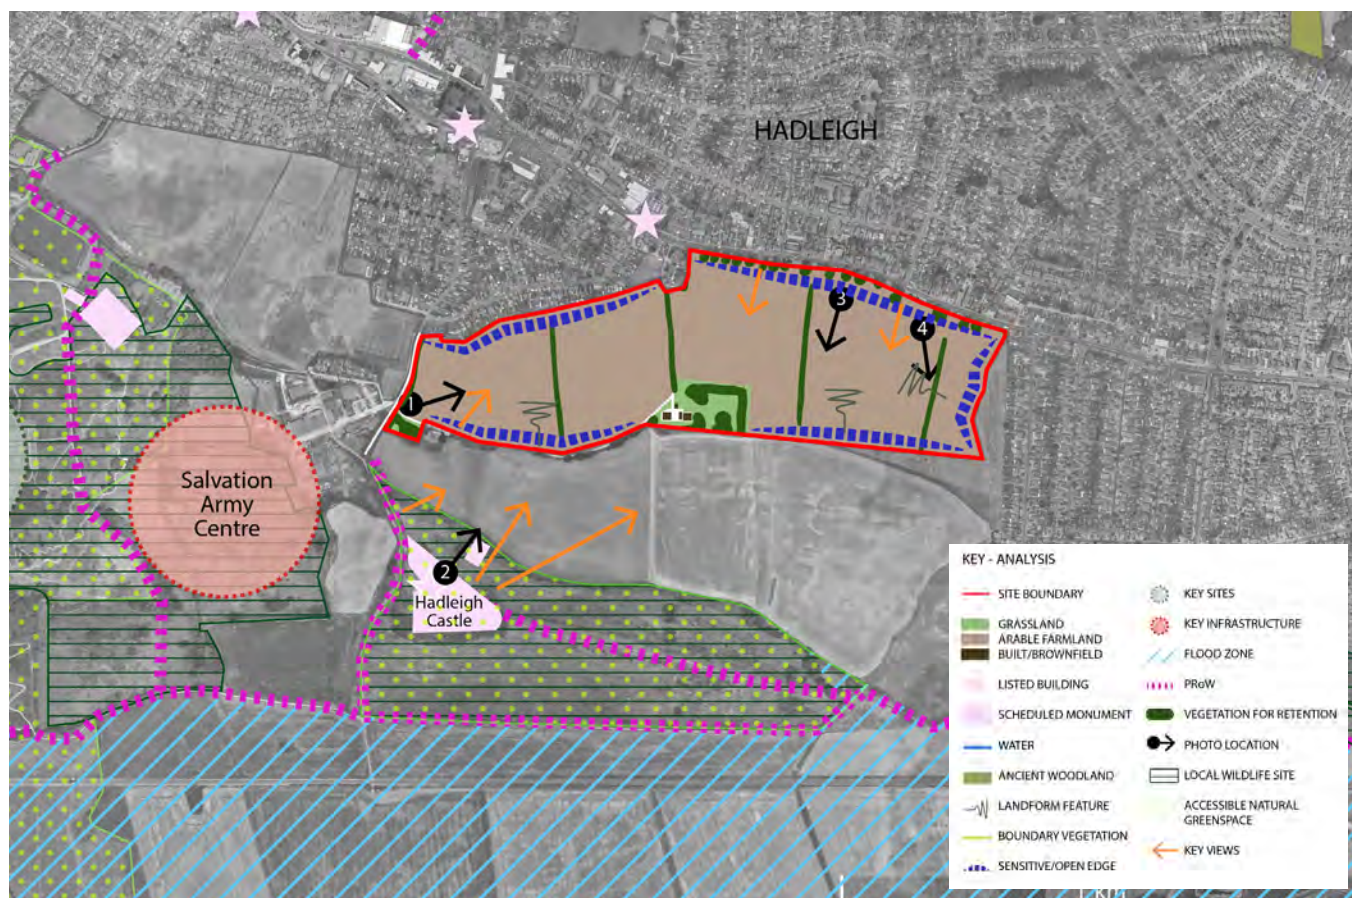 HADLEIGH
3
4
1
Salvation
Army
Centre
2
Hadleigh
Castle
KEY - ANALYSIS
SITE BOUNDARY
GRASSLAND
ARABLE FARMLAND
BUILT/BROWNFIELD
LISTED BUILDING
SCHEDULED MONUMENT
WATER
ANCIENT WOODLAND
LANDFORM FEATURE
BOUNDARY VEGETATION
SENSITIVE/OPEN EDGE
KEY SITES
KEY INFRASTRUCTURE
FLOOD ZONE
PRoW
VEGETATION FOR RETENTION
PHOTO LOCATION
LOCAL WILDLIFE SITE
ACCESSIBLE NATURAL
GREENSPACE
KEY VIEWS